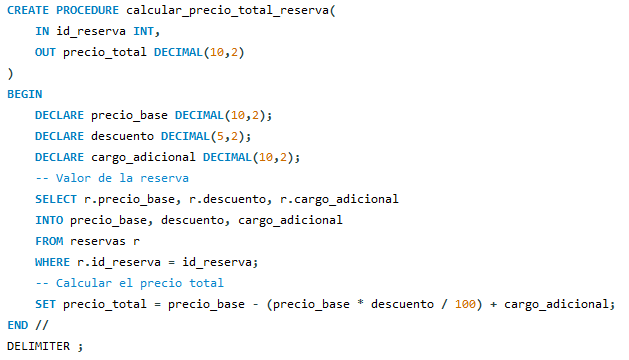 CREATE PROCEDURE calcular_precio_total_reserva(
    IN id_reserva INT,
    OUT precio_total DECIMAL(10,2)
)
BEGIN
    DECLARE precio_base DECIMAL(10,2);
    DECLARE descuento DECIMAL(5,2);
    DECLARE cargo_adicional DECIMAL(10,2);
    -- Valor de la reserva
    SELECT r.precio_base, r.descuento, r.cargo_adicional
    INTO precio_base, descuento, cargo_adicional
    FROM reservas r
    WHERE r.id_reserva = id_reserva;
    -- Calcular el precio total
    SET precio_total = precio_base - (precio_base * descuento / 100) + cargo_adicional;
END //
DELIMITER ;